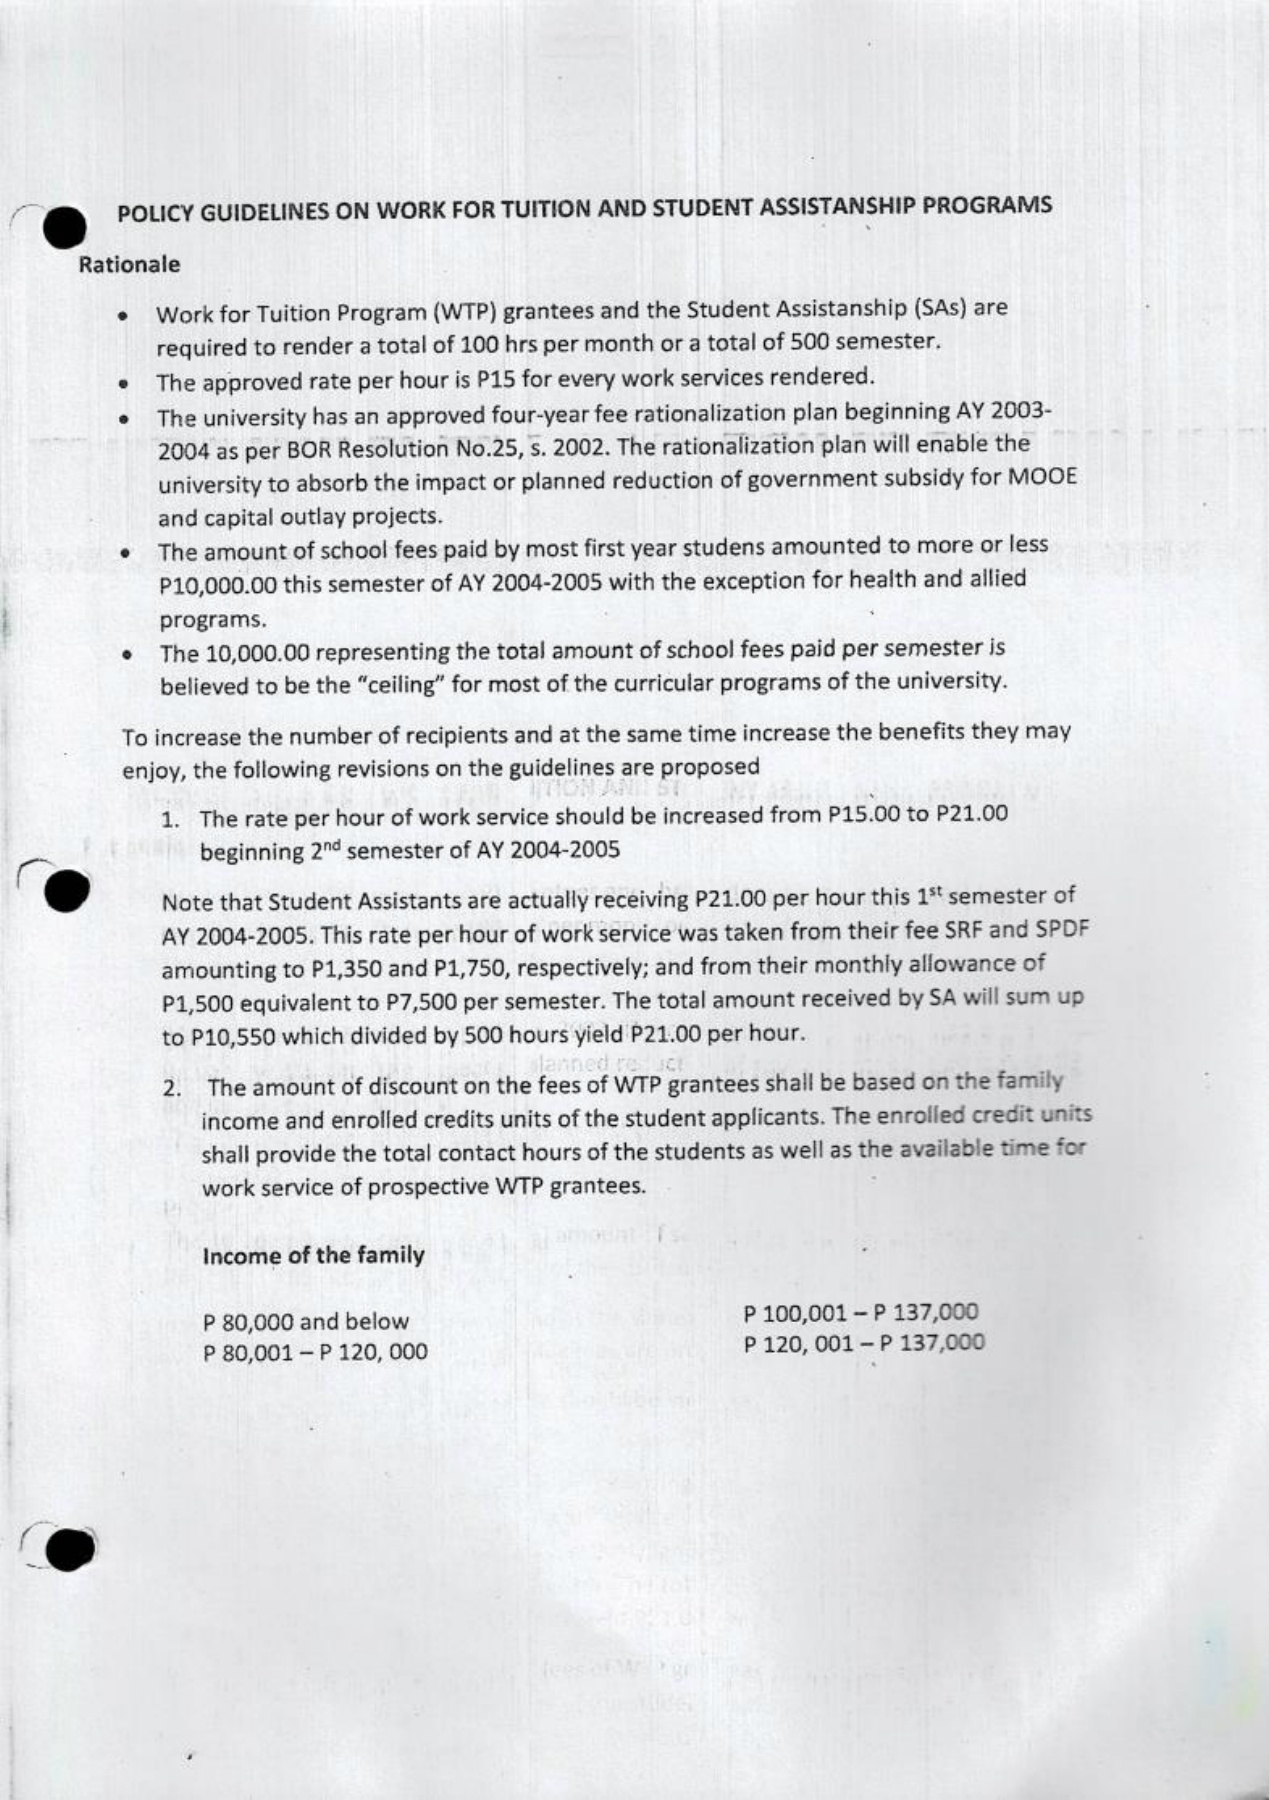 POLICY GUIDELINES ON WORK FOR TUITION AND STUDENT ASSISTANSHIP PROGRAMS
Rationale
• Work for Tuition Program (WTP) grantees and the Student Assistanship (SAs) are
required to render a total of 100 hrs per month or a total of 500 semester.
• The approved rate per hour is P15 for every work services rendered.
• The university has an approved four-year fee rationalization plan beginning AY 2003-
2004 as per BOR Resolution No.25, s. 2002. The rationalization plan will enable the
university to absorb the impact or planned reduction of government subsidy for MOOE
and capital outlay projects.
• The amount of school fees paid by most first year studens amounted to more or less
P10,000.00 this semester of AY 2004-2005 with the exception for health and allied
programs.
• The 10,000.00 representing the total amount of school fees paid per semester is
believed to be the “ceiling” for most of the curricular programs of the university.
To increase the number of recipients and at the same time increase the benefits they may
enjoy, the following revisions on the guidelines are proposed
1. The rate per hour of work service should be increased from P15.00 to P21.00
beginning 2nd semester of AY 2004-2005
Note that Student Assistants are actually receiving P21.00 per hour this 1st semester of
AY 2004-2005. This rate per hour of work service was taken from their fee SRF and SPDF
amounting to P1,350 and P1,750, respectively; and from their monthly allowance of
P1,500 equivalent to P7,500 per semester. The total amount received by SA will sum up
to P10,550 which divided by 500 hours yield P21.00 per hour.
2. The amount of discount on the fees of WTP grantees shall be based on the family
income and enrolled credits units of the student applicants. The enrolled credit units
shall provide the total contact hours of the students as well as the available time for
work service of prospective WTP grantees.
Income of the family
P 80,000 and below P 100,001 – P 137,000
P 80,001 – P 120, 000 P 120, 001 – P 137,000